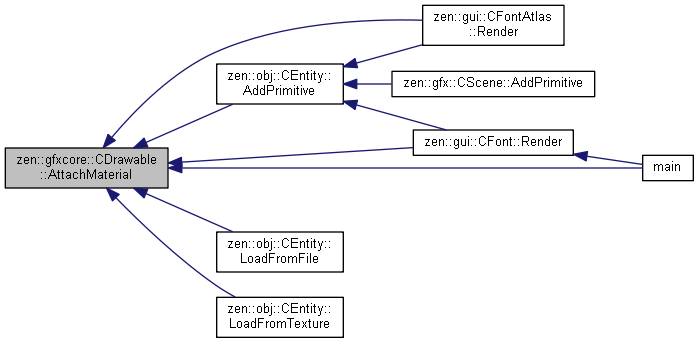 zen::gui::CFontAtlas
::Render
zen::obj::CEntity::
AddPrimitive
zen::gfx::CScene::AddPrimitive
zen::gui::CFont::Render
zen::gfxcore::CDrawable
::AttachMaterial
main
zen::obj::CEntity::
LoadFromFile
zen::obj::CEntity::
LoadFromTexture